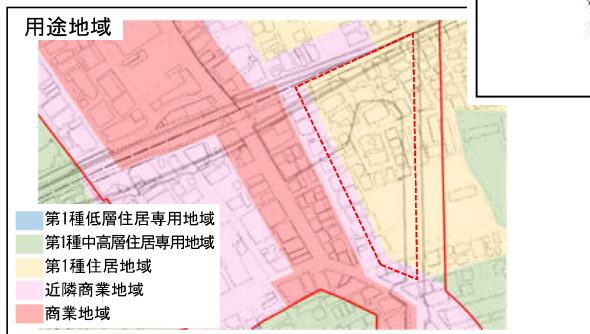 用途地域
第1種低層住居専用地域
第1種中高層住居専用地域
第1種住居地域
近隣商業地域
商業地域